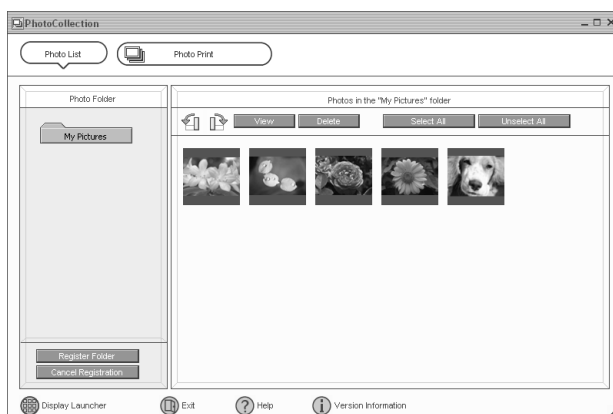 PhotoCollection
Photo List
Photo Print
Photo Folder
My Pictures
Register Folder
Cancel Registration
Photos in the "My Pictures" folder
View
Delete
Select All
Unselect All
Display Launcher
Exit
Help
Version Information